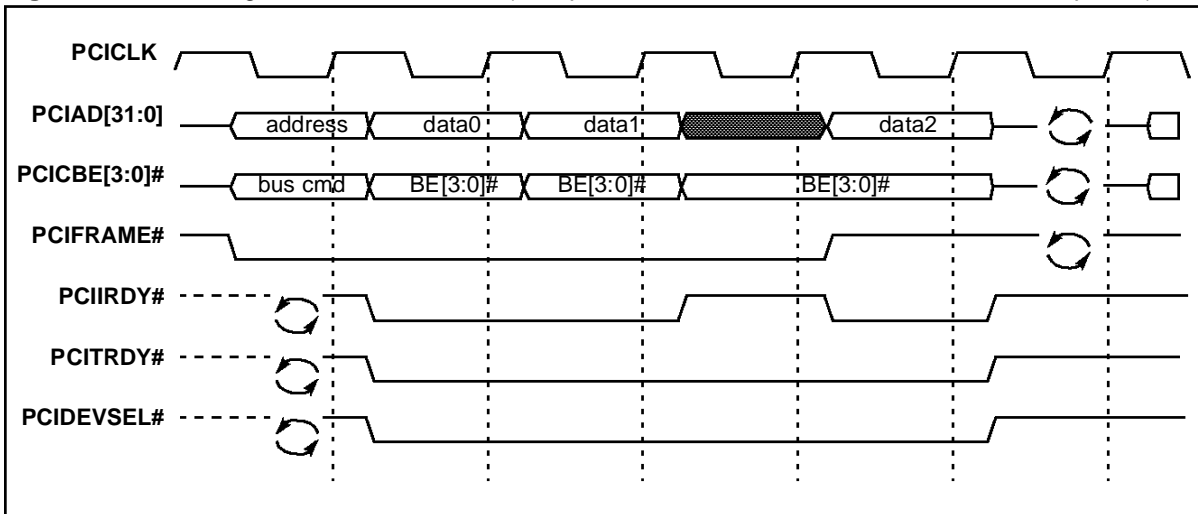 PCICLK
PCIAD[31:0]
address data0 data1 data2
PCICBE[3:0]#
bus cmd BE[3:0]# BE[3:0]# BE[3:0]#
PCIFRAME#
PCIIRDY#
PCITRDY#
PCIDEVSEL#